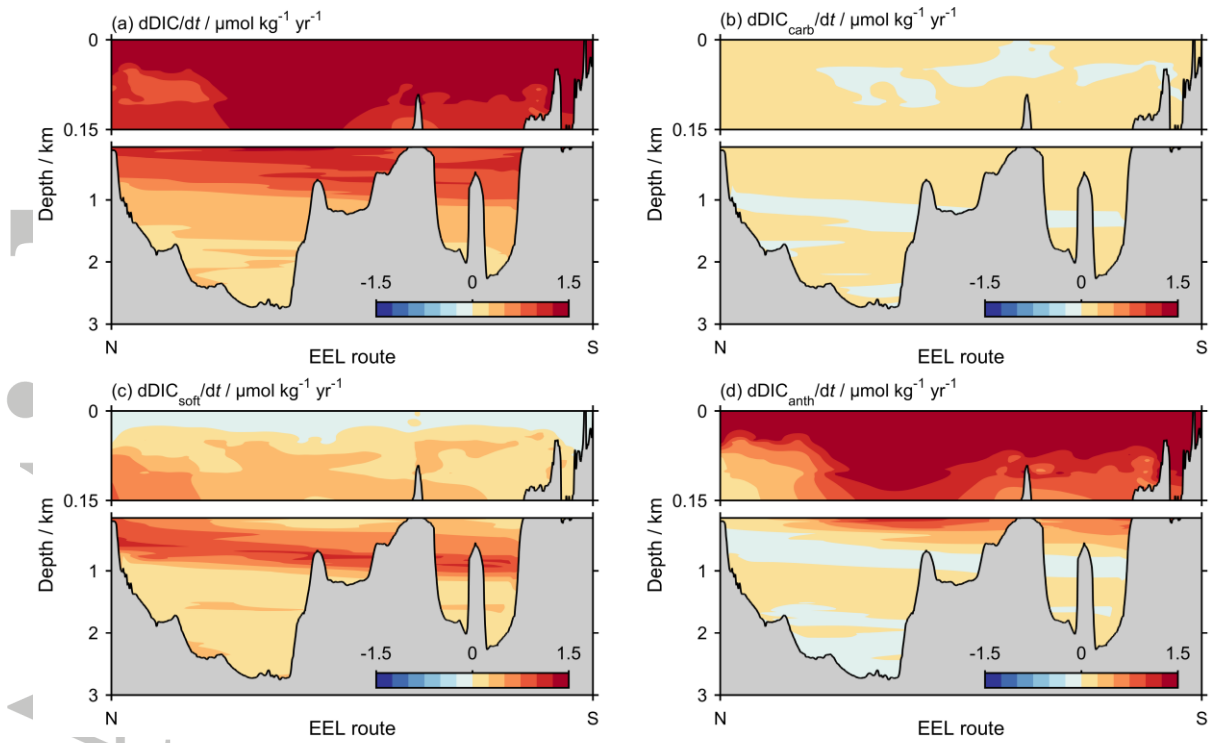 (a) dDIC/dt / µmol kg⁻¹ yr⁻¹
0
0.15
1
2
3
Depth / km
-1.5 0 1.5
N S
EEL route
(b) dDIC_carb/dt / µmol kg⁻¹ yr⁻¹
0
0.15
1
2
3
Depth / km
-1.5 0 1.5
N S
EEL route
(c) dDIC_soft/dt / µmol kg⁻¹ yr⁻¹
0
0.15
1
2
3
Depth / km
-1.5 0 1.5
N S
EEL route
(d) dDIC_anth/dt / µmol kg⁻¹ yr⁻¹
0
0.15
1
2
3
Depth / km
-1.5 0 1.5
N S
EEL route